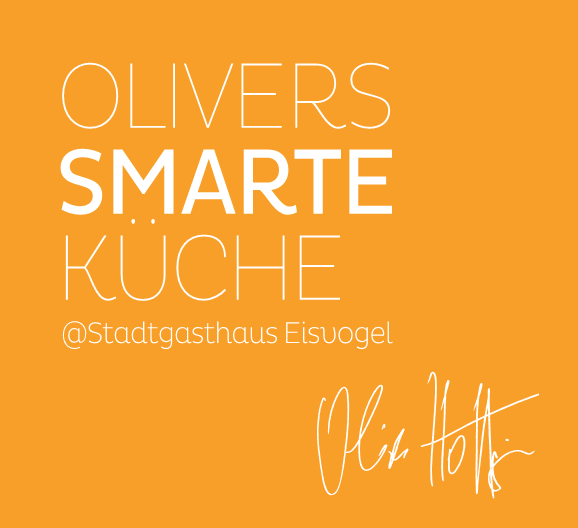 OLIVERS
SMARTE
KÜCHE
@Stadtgasthaus Eisvogel